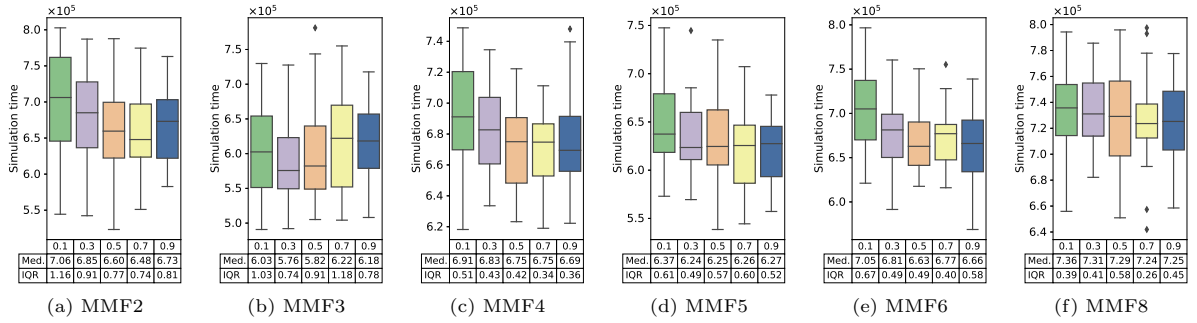 ×10⁵
Simulation time
8.0
7.5
7.0
6.5
6.0
5.5
0.1 0.3 0.5 0.7 0.9
Med. 7.06 6.85 6.60 6.48 6.73
IQR 1.16 0.91 0.77 0.74 0.81
(a) MMF2
×10⁵
Simulation time
7.5
7.0
6.5
6.0
5.5
5.0
0.1 0.3 0.5 0.7 0.9
Med. 6.03 5.76 5.82 6.22 6.18
IQR 1.03 0.74 0.91 1.18 0.78
(b) MMF3
×10⁵
Simulation time
7.4
7.2
7.0
6.8
6.6
6.4
6.2
0.1 0.3 0.5 0.7 0.9
Med. 6.91 6.83 6.75 6.75 6.69
IQR 0.51 0.43 0.42 0.34 0.36
(c) MMF4
×10⁵
Simulation time
7.5
7.0
6.5
6.0
5.5
0.1 0.3 0.5 0.7 0.9
Med. 6.37 6.24 6.25 6.26 6.27
IQR 0.61 0.49 0.57 0.60 0.52
(d) MMF5
×10⁵
Simulation time
8.0
7.5
7.0
6.5
6.0
0.1 0.3 0.5 0.7 0.9
Med. 7.05 6.81 6.63 6.77 6.66
IQR 0.67 0.49 0.49 0.40 0.58
(e) MMF6
×10⁵
Simulation time
8.0
7.8
7.6
7.4
7.2
7.0
6.8
6.6
6.4
0.1 0.3 0.5 0.7 0.9
Med. 7.36 7.31 7.29 7.24 7.25
IQR 0.39 0.41 0.58 0.26 0.45
(f) MMF8